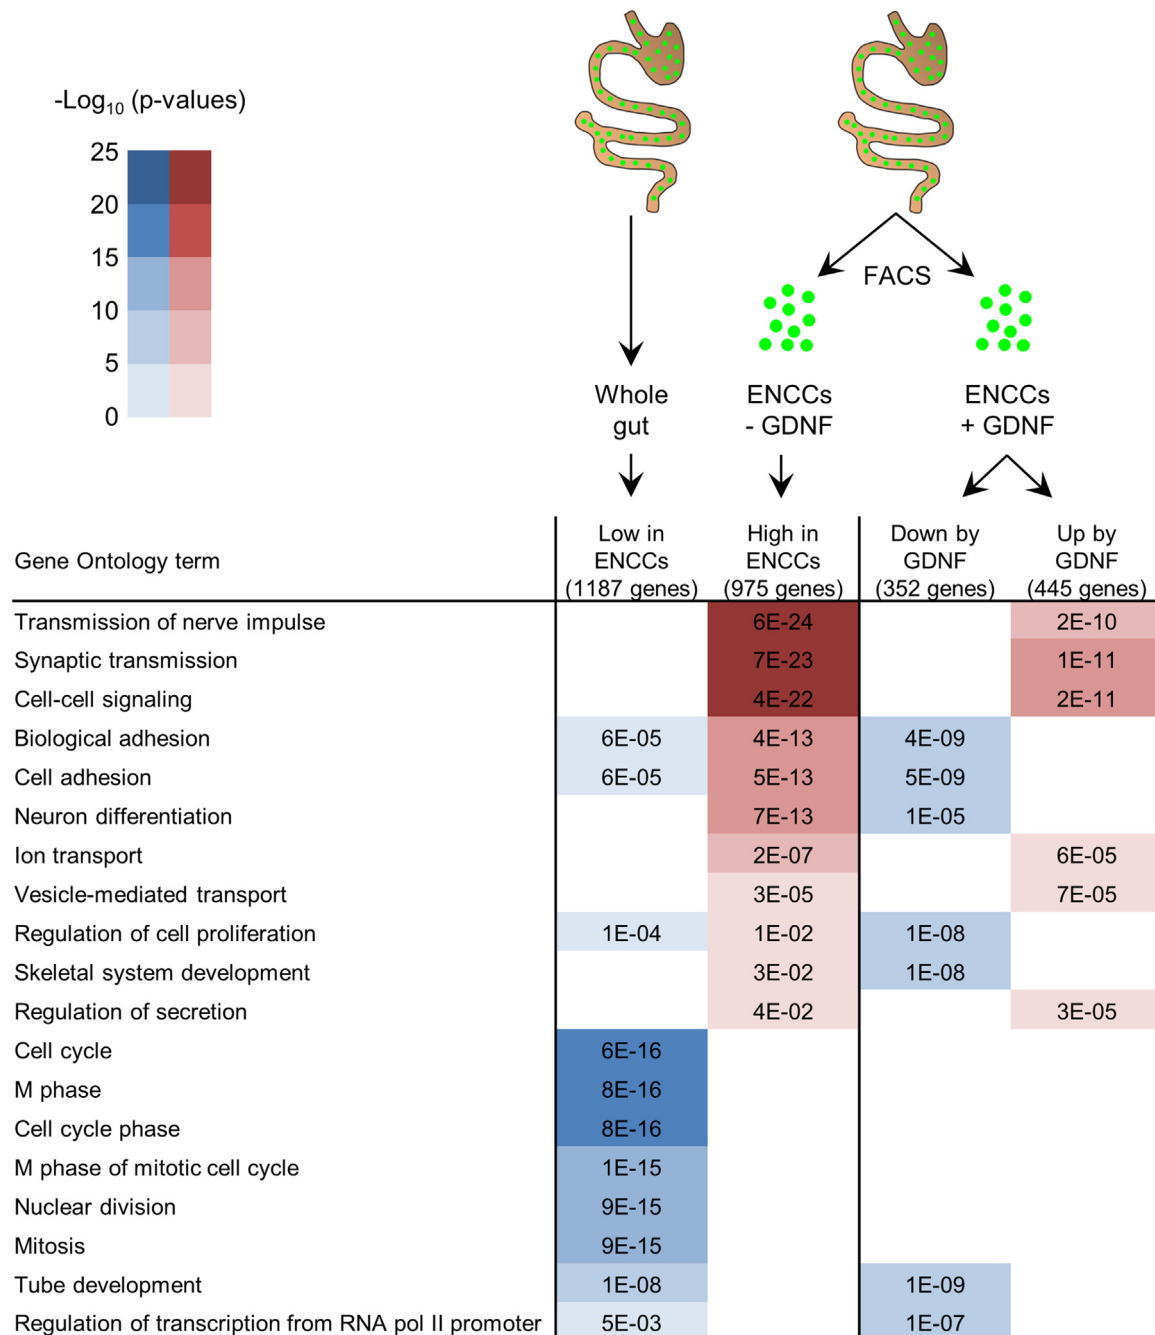 -Log10 (p-values)
25
20
15
10
5
0
FACS
Whole
gut
ENCCs
- GDNF
ENCCs
+ GDNF
Gene Ontology term
Low in
ENCCs
(1187 genes)
High in
ENCCs
(975 genes)
Down by
GDNF
(352 genes)
Up by
GDNF
(445 genes)
Transmission of nerve impulse 6E-24 2E-10
Synaptic transmission 7E-23 1E-11
Cell-cell signaling 4E-22 2E-11
Biological adhesion 6E-05 4E-13 4E-09
Cell adhesion 6E-05 5E-13 5E-09
Neuron differentiation 7E-13 1E-05
Ion transport 2E-07 6E-05
Vesicle-mediated transport 3E-05 7E-05
Regulation of cell proliferation 1E-04 1E-02 1E-08
Skeletal system development 3E-02 1E-08
Regulation of secretion 4E-02 3E-05
Cell cycle 6E-16
M phase 8E-16
Cell cycle phase 8E-16
M phase of mitotic cell cycle 1E-15
Nuclear division 9E-15
Mitosis 9E-15
Tube development 1E-08 1E-09
Regulation of transcription from RNA pol II promoter 5E-03 1E-07